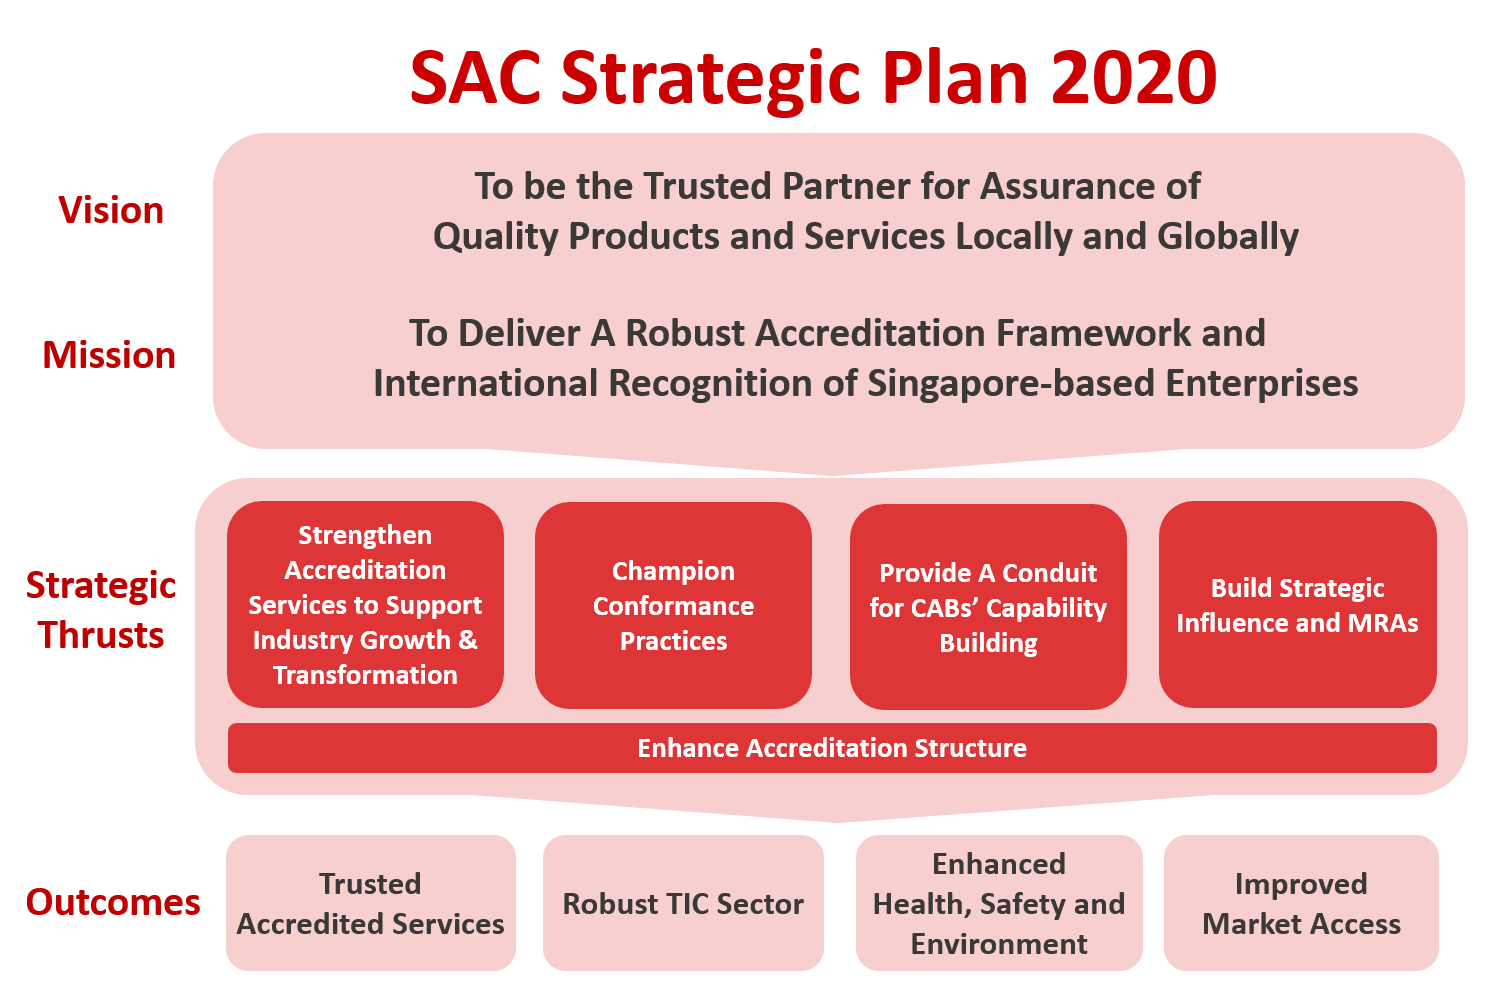 SAC Strategic Plan 2020
Vision
To be the Trusted Partner for Assurance of
Quality Products and Services Locally and Globally
Mission
To Deliver A Robust Accreditation Framework and
International Recognition of Singapore-based Enterprises
Strategic
Thrusts
Strengthen
Accreditation
Services to Support
Industry Growth &
Transformation
Champion
Conformance
Practices
Provide A Conduit
for CABs’ Capability
Building
Build Strategic
Influence and MRAs
Enhance Accreditation Structure
Outcomes
Trusted
Accredited Services
Robust TIC Sector
Enhanced
Health, Safety and
Environment
Improved
Market Access